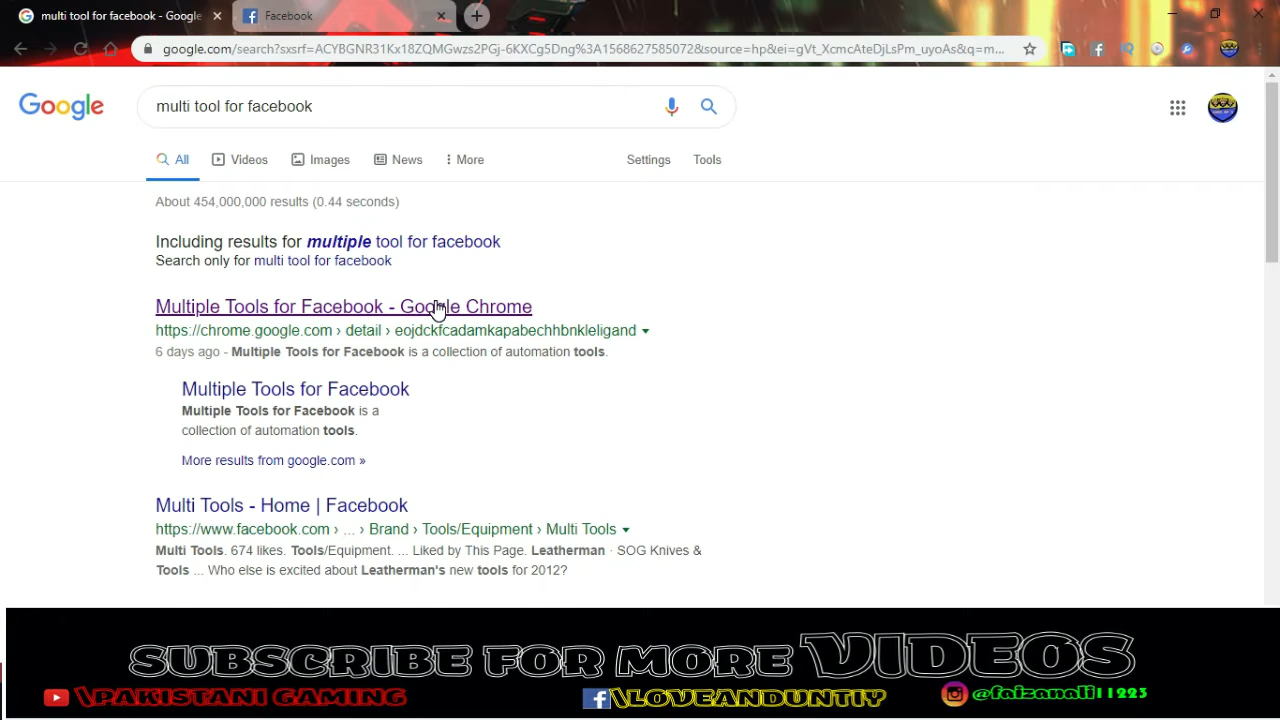 multi tool for facebook - Google
Facebook
google.com/search?sxsrf=ACYBGNR31Kx18ZQMGwzs2PGj-6KXCg5Dng%3A1568627585072&source=hp&ei=gVt_XcmcAteDjLsPm_uyoAs&q=m...
Google
multi tool for facebook
All
Videos
Images
News
More
Settings
Tools
About 454,000,000 results (0.44 seconds)
Including results for multiple tool for facebook
Search only for multi tool for facebook
Multiple Tools for Facebook - Google Chrome
https://chrome.google.com › detail › eojdckfcadamkapabechhbnkleligand
6 days ago - Multiple Tools for Facebook is a collection of automation tools.
Multiple Tools for Facebook
Multiple Tools for Facebook is a
collection of automation tools.
More results from google.com »
Multi Tools - Home | Facebook
https://www.facebook.com › ... › Brand › Tools/Equipment › Multi Tools
Multi Tools. 674 likes. Tools/Equipment. ... Liked by This Page. Leatherman · SOG Knives &
Tools ... Who else is excited about Leatherman's new tools for 2012?
SUBSCRIBE FOR MORE VIDEOS
\PAKISTANI GAMING
\LOVEANDUNTIY
@faizanali11223